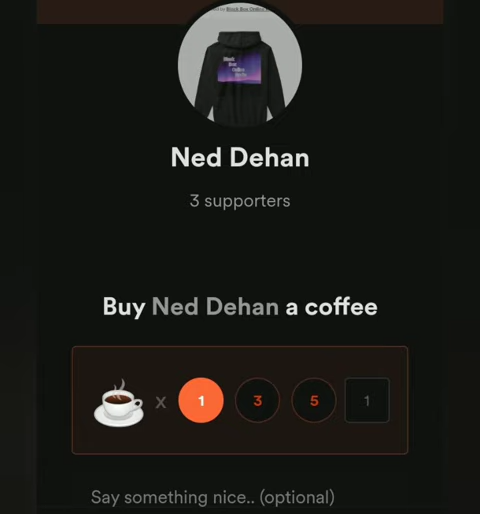 Ned Dehan
3 supporters
Buy Ned Dehan a coffee
x 1 3 5 1
Say something nice.. (optional)